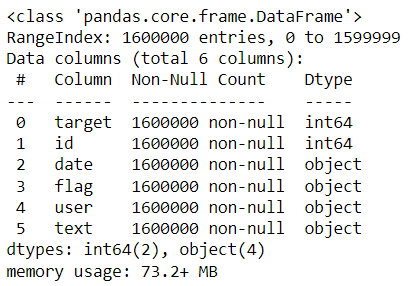 <class 'pandas.core.frame.DataFrame'>
RangeIndex: 1600000 entries, 0 to 1599999
Data columns (total 6 columns):
 #   Column  Non-Null Count    Dtype
---  ------  --------------    -----
 0   target  1600000 non-null  int64
 1   id      1600000 non-null  int64
 2   date    1600000 non-null  object
 3   flag    1600000 non-null  object
 4   user    1600000 non-null  object
 5   text    1600000 non-null  object
dtypes: int64(2), object(4)
memory usage: 73.2+ MB